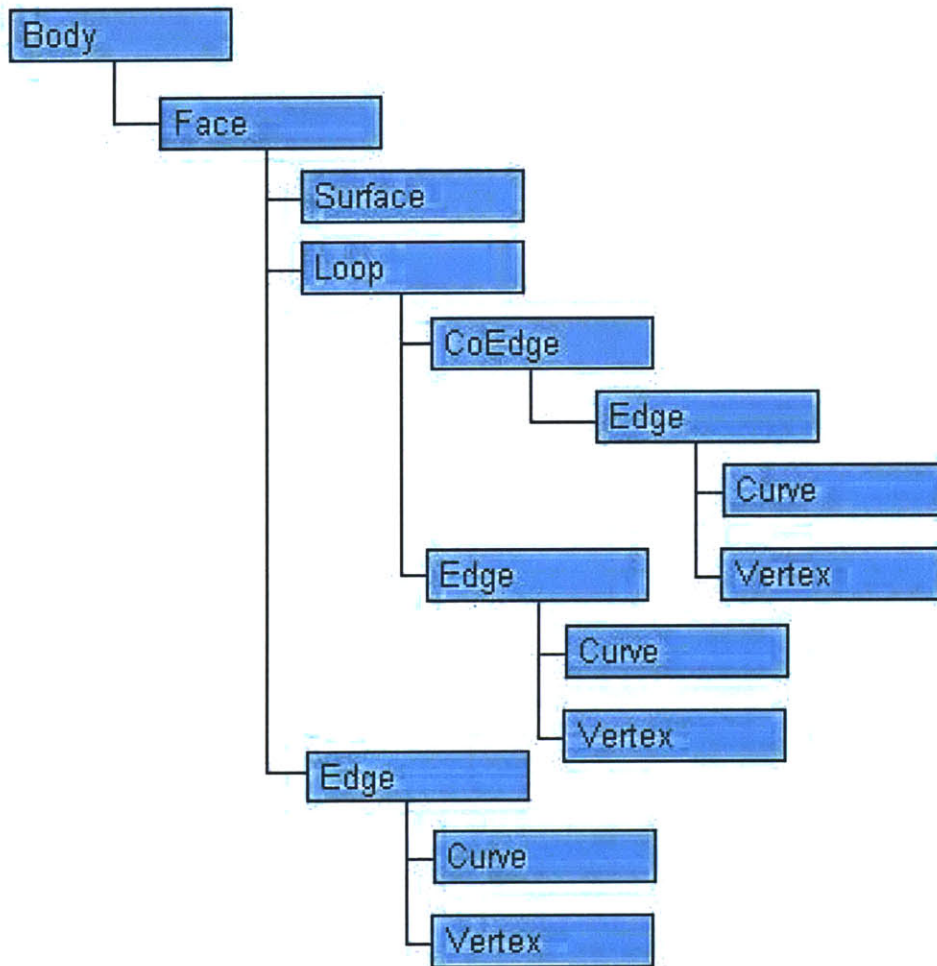 Body
Face
Surface
Loop
CoEdge
Edge
Curve
Vertex
Edge
Curve
Vertex
Edge
Curve
Vertex